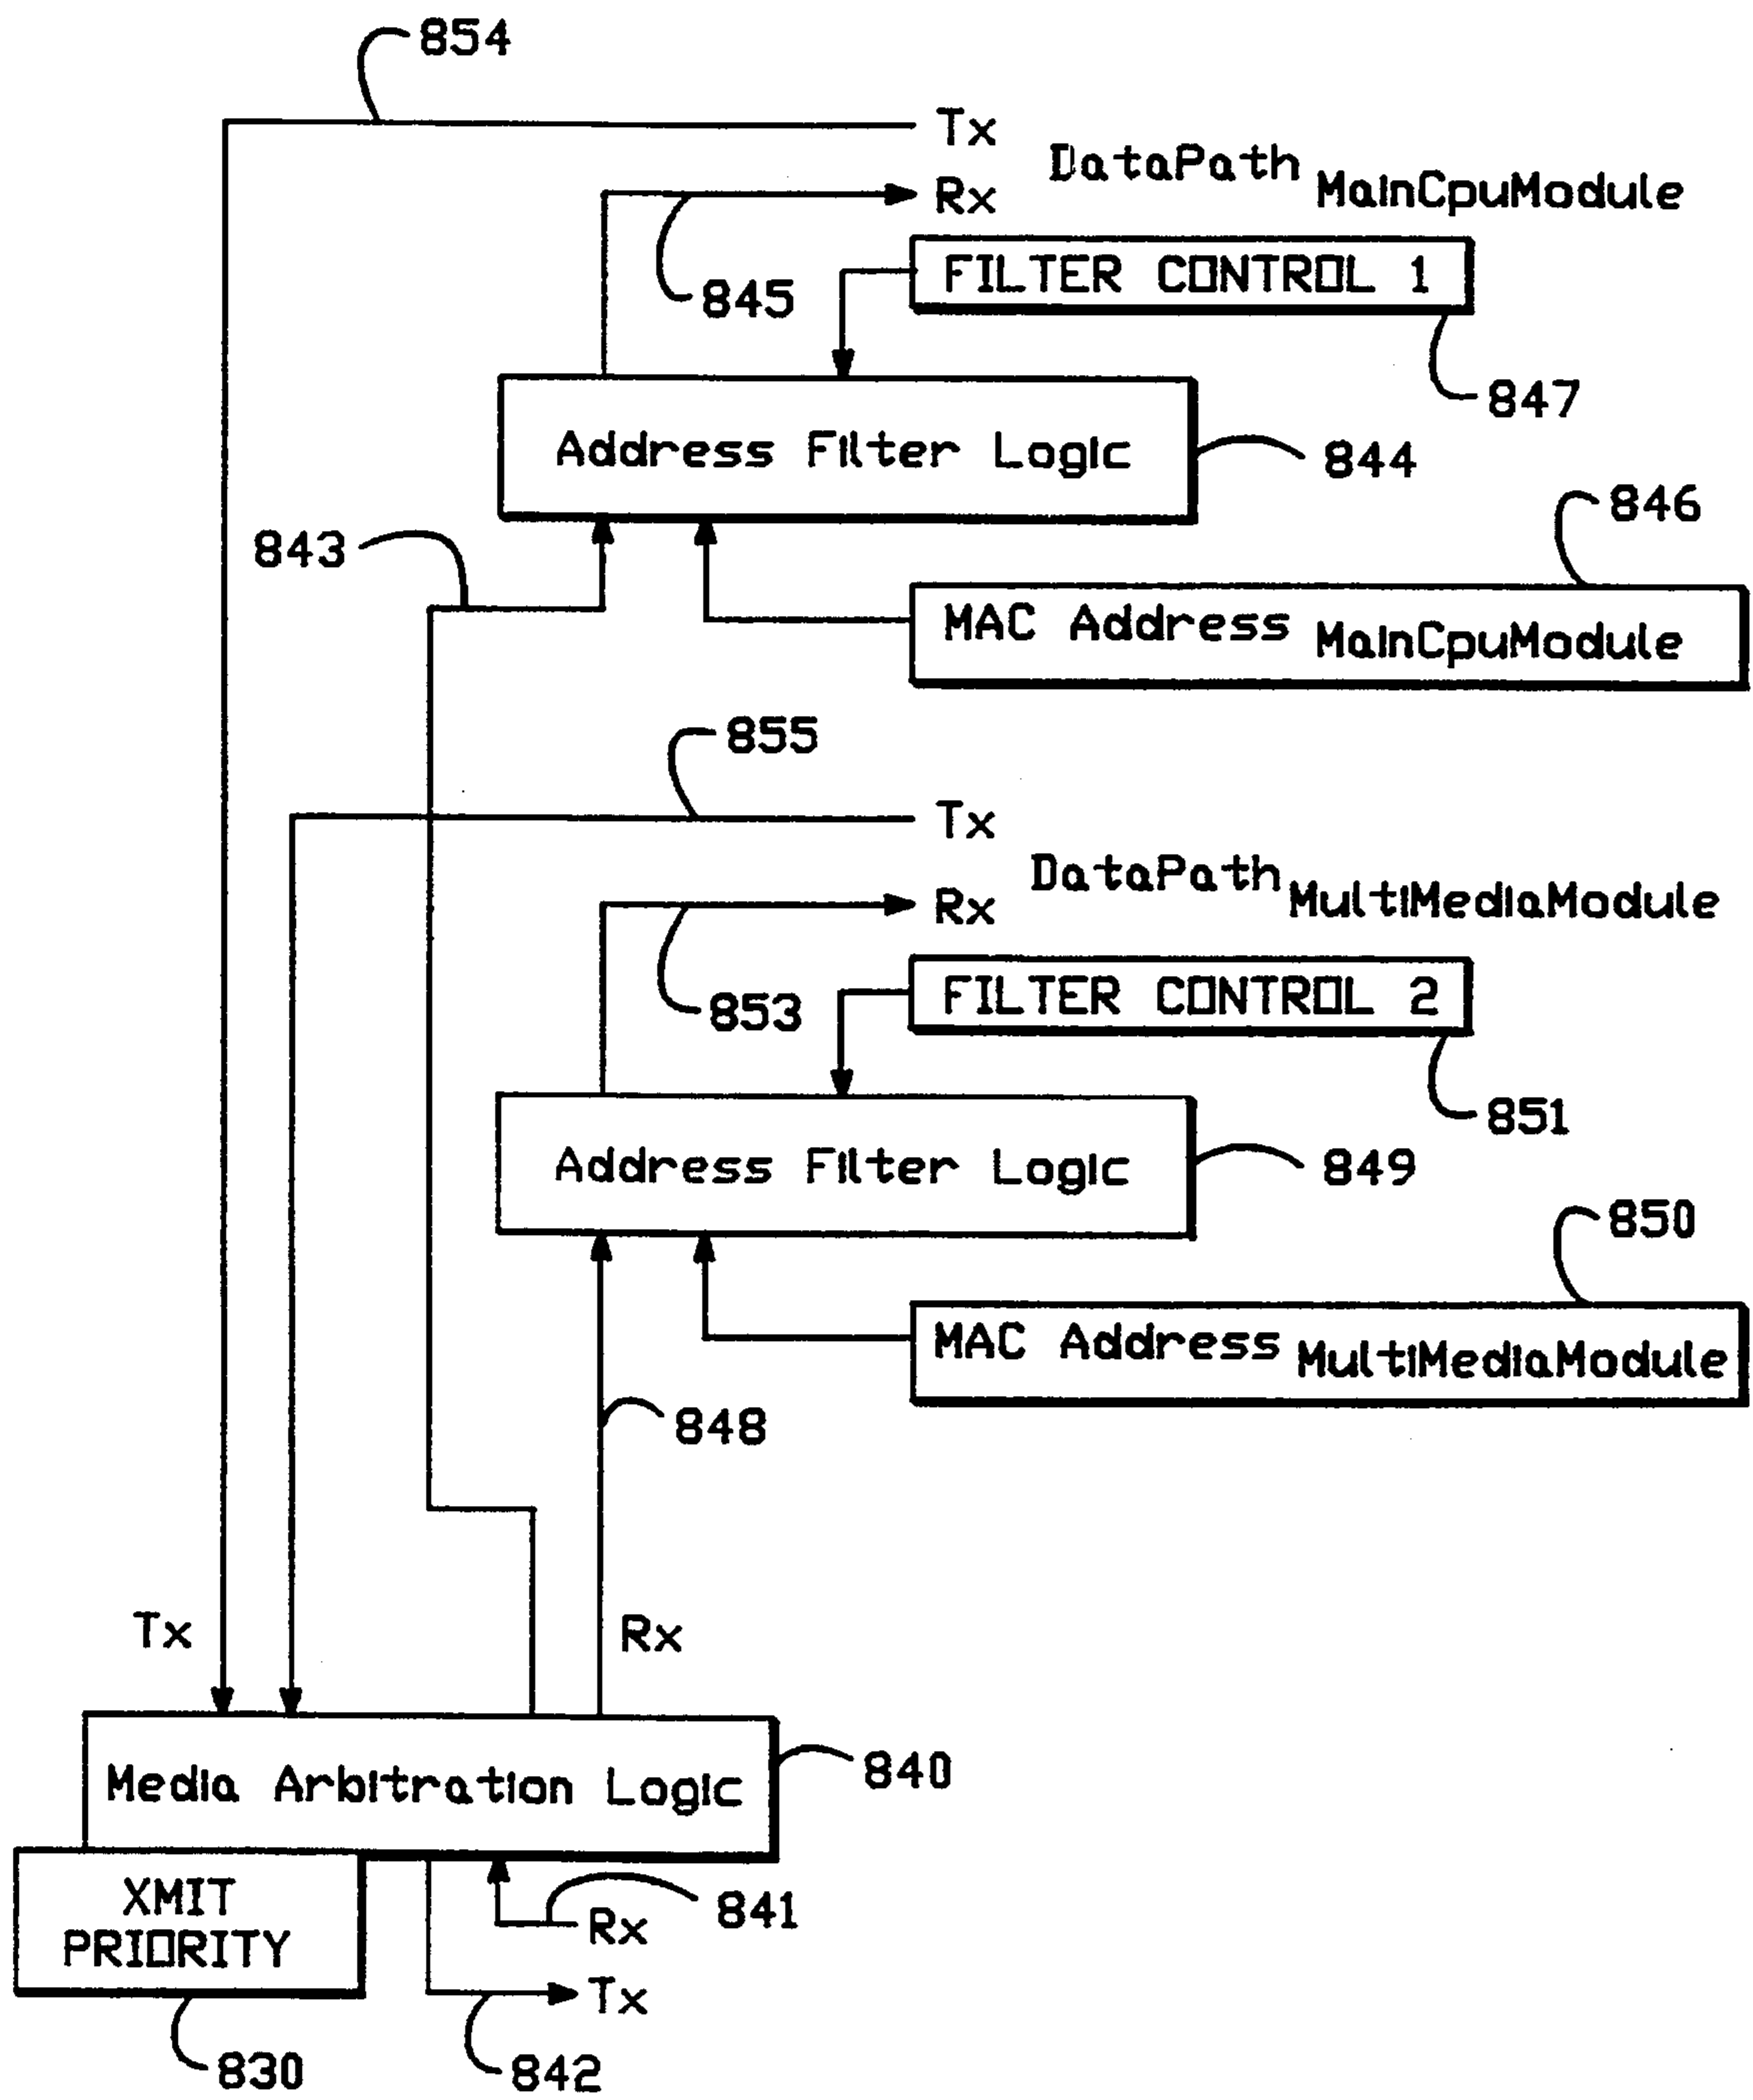 854
Tx
DataPath MainCpuModule
Rx
845
FILTER CONTROL 1
847
Address Filter Logic
844
846
843
MAC Address MainCpuModule
855
Tx
DataPath MultiMediaModule
Rx
853
FILTER CONTROL 2
851
Address Filter Logic
849
850
MAC Address MultiMediaModule
848
Tx
Rx
Media Arbitration Logic
840
XMIT
PRIORITY
841
Rx
Tx
830
842